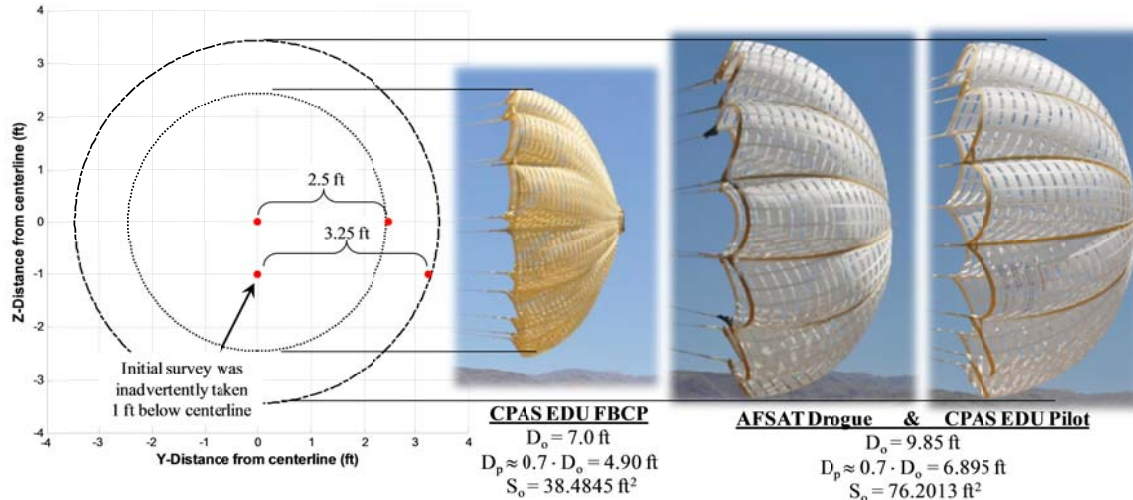 4
3
2
1
0
-1
-2
-3
-4
Z-Distance from centerline (ft)
-4 -3 -2 -1 0 1 2 3 4
Y-Distance from centerline (ft)
2.5 ft
3.25 ft
Initial survey was
inadvertently taken
1 ft below centerline
CPAS EDU FBCP
Dₒ = 7.0 ft
Dₚ ≈ 0.7 · Dₒ = 4.90 ft
Sₒ = 38.4845 ft²
AFSAT Drogue & CPAS EDU Pilot
Dₒ = 9.85 ft
Dₚ ≈ 0.7 · Dₒ = 6.895 ft
Sₒ = 76.2013 ft²